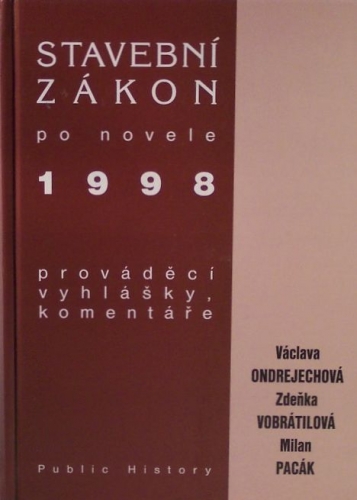 STAVEBNÍ
ZÁKON
po novele
1998
prováděcí
vyhlášky,
komentáře
Václava
ONDREJECHOVÁ
Zdeňka
VOBRÁTILOVÁ
Milan
PACÁK
Public History